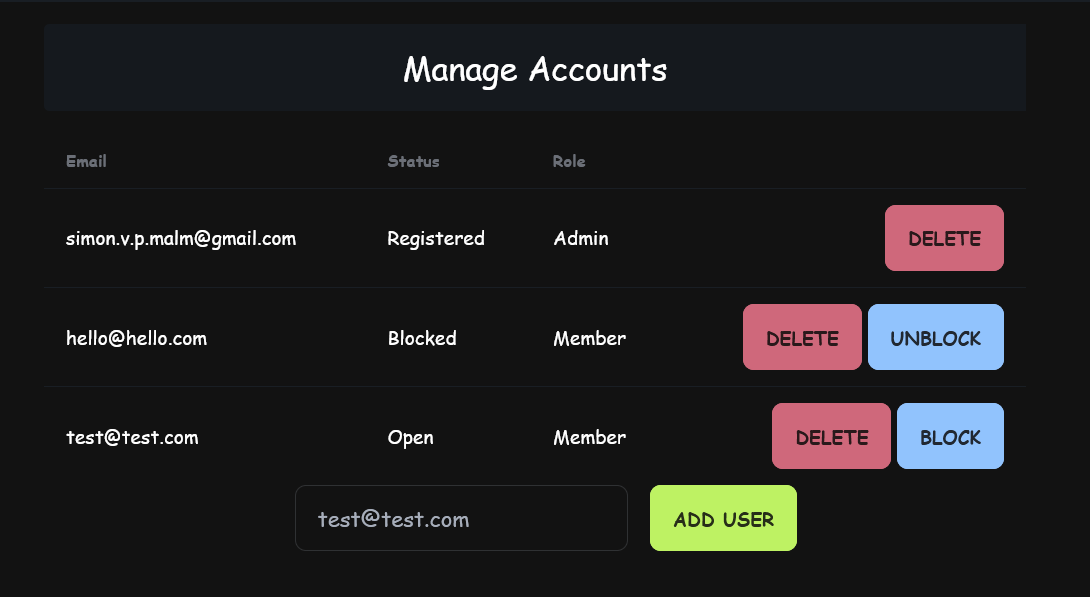 Manage Accounts
Email Status Role
simon.v.p.malm@gmail.com Registered Admin DELETE
hello@hello.com Blocked Member DELETE UNBLOCK
test@test.com Open Member DELETE BLOCK
test@test.com ADD USER